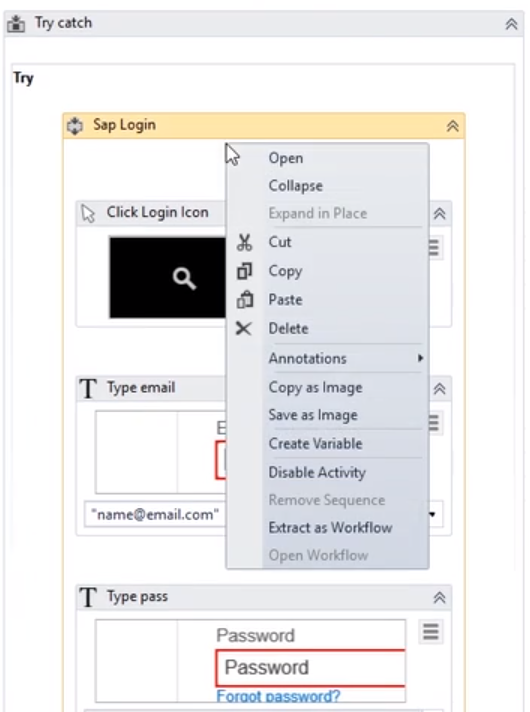 Try catch
Try
Sap Login
Open
Collapse
Click Login Icon
Expand in Place
Cut
Copy
Paste
Delete
Annotations
T Type email
Copy as Image
E
Save as Image
Create Variable
Disable Activity
Remove Sequence
"name@email.com"
Extract as Workflow
Open Workflow
T Type pass
Password
Password
Forgot password?